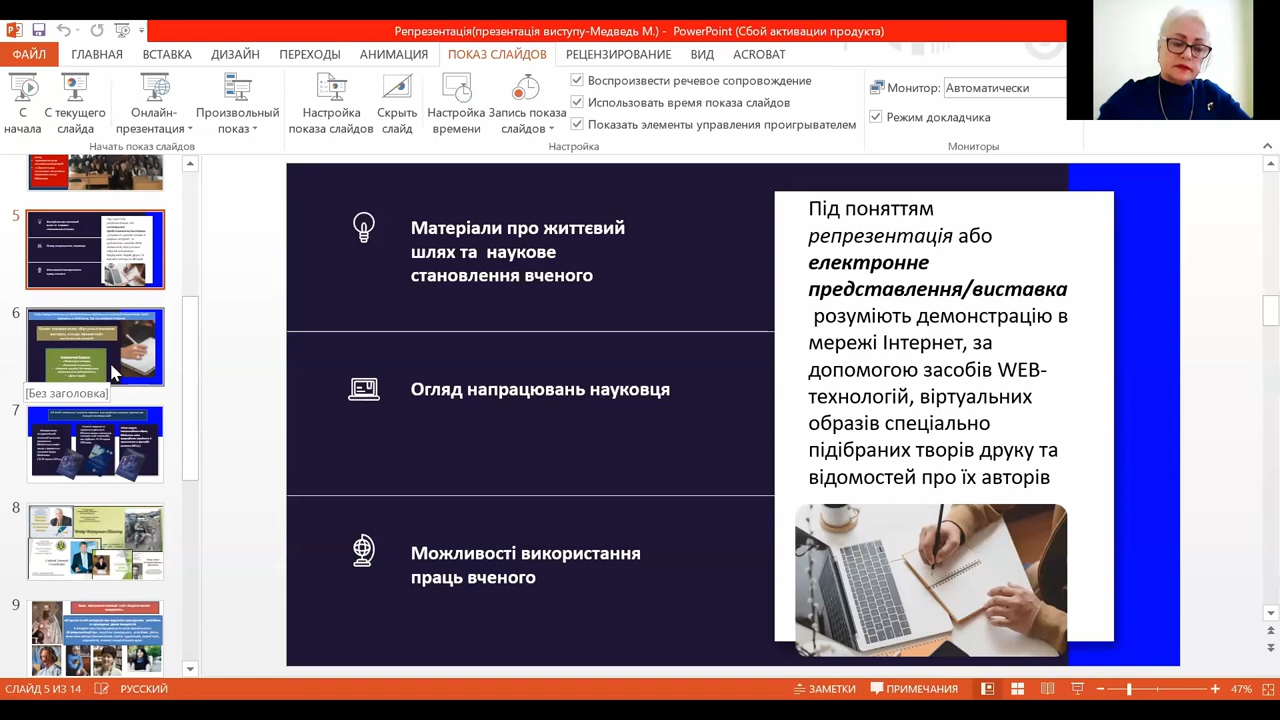 Репрезентація(презентація виступу-Медведь М.) - PowerPoint (Сбой активации продукта)
ФАЙЛ ГЛАВНАЯ ВСТАВКА ДИЗАЙН ПЕРЕХОДЫ АНИМАЦИЯ ПОКАЗ СЛАЙДОВ РЕЦЕНЗИРОВАНИЕ ВИД ACROBAT
С начала
С текущего слайда
Онлайн-презентация
Произвольный показ
Настройка показа слайдов
Скрыть слайд
Настройка времени
Запись показа слайдов
Воспроизвести речевое сопровождение
Использовать время показа слайдов
Показать элементы управления проигрывателем
Монитор: Автоматически
Режим докладчика
Начать показ слайдов
Настройка
Мониторы
5
6
[Без заголовка]
7
8
9
Матеріали про життєвий
шлях та наукове
становлення вченого
Огляд напрацювань науковця
Можливості використання
праць вченого
Під поняттям
репрезентація або
електронне
представлення/виставка
розуміють демонстрацію в
мережі Інтернет, за
допомогою засобів WEB-
технологій, віртуальних
образів спеціально
підібраних творів друку та
відомостей про їх авторів
СЛАЙД 5 ИЗ 14 РУССКИЙ ЗАМЕТКИ ПРИМЕЧАНИЯ 47%